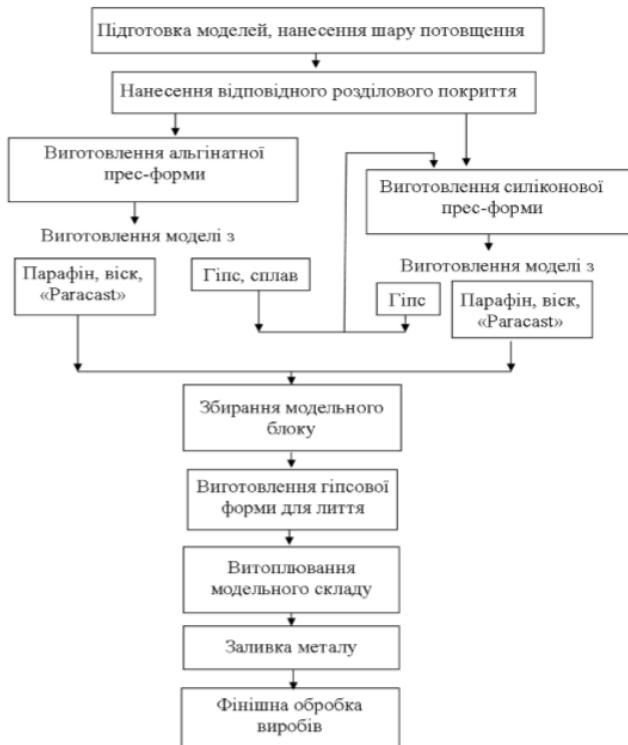 Підготовка моделей, нанесення шару потовщення
Нанесення відповідного розділового покриття
Виготовлення альгінатної
прес-форми
Виготовлення силіконової
прес-форми
Виготовлення моделі з
Виготовлення моделі з
Парафін, віск,
«Paracast»
Гіпс, сплав
Гіпс
Парафін, віск,
«Paracast»
Збирання модельного
блоку
Виготовлення гіпсової
форми для лиття
Витоплювання
модельного складу
Заливка металу
Фінішна обробка
виробів